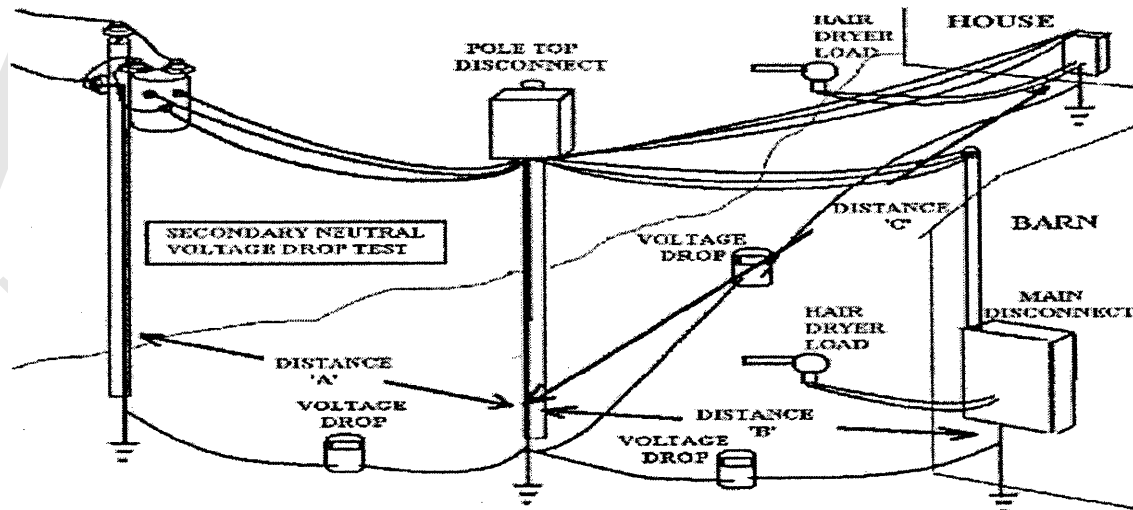 HAIR
DRYER
LOAD
HOUSE
POLE TOP
DISCONNECT
SECONDARY NEUTRAL
VOLTAGE DROP TEST
DISTANCE
'C'
BARN
VOLTAGE
DROP
MAIN
DISCONNECT
HAIR
DRYER
LOAD
DISTANCE
'A'
VOLTAGE
DROP
DISTANCE
'B'
VOLTAGE
DROP